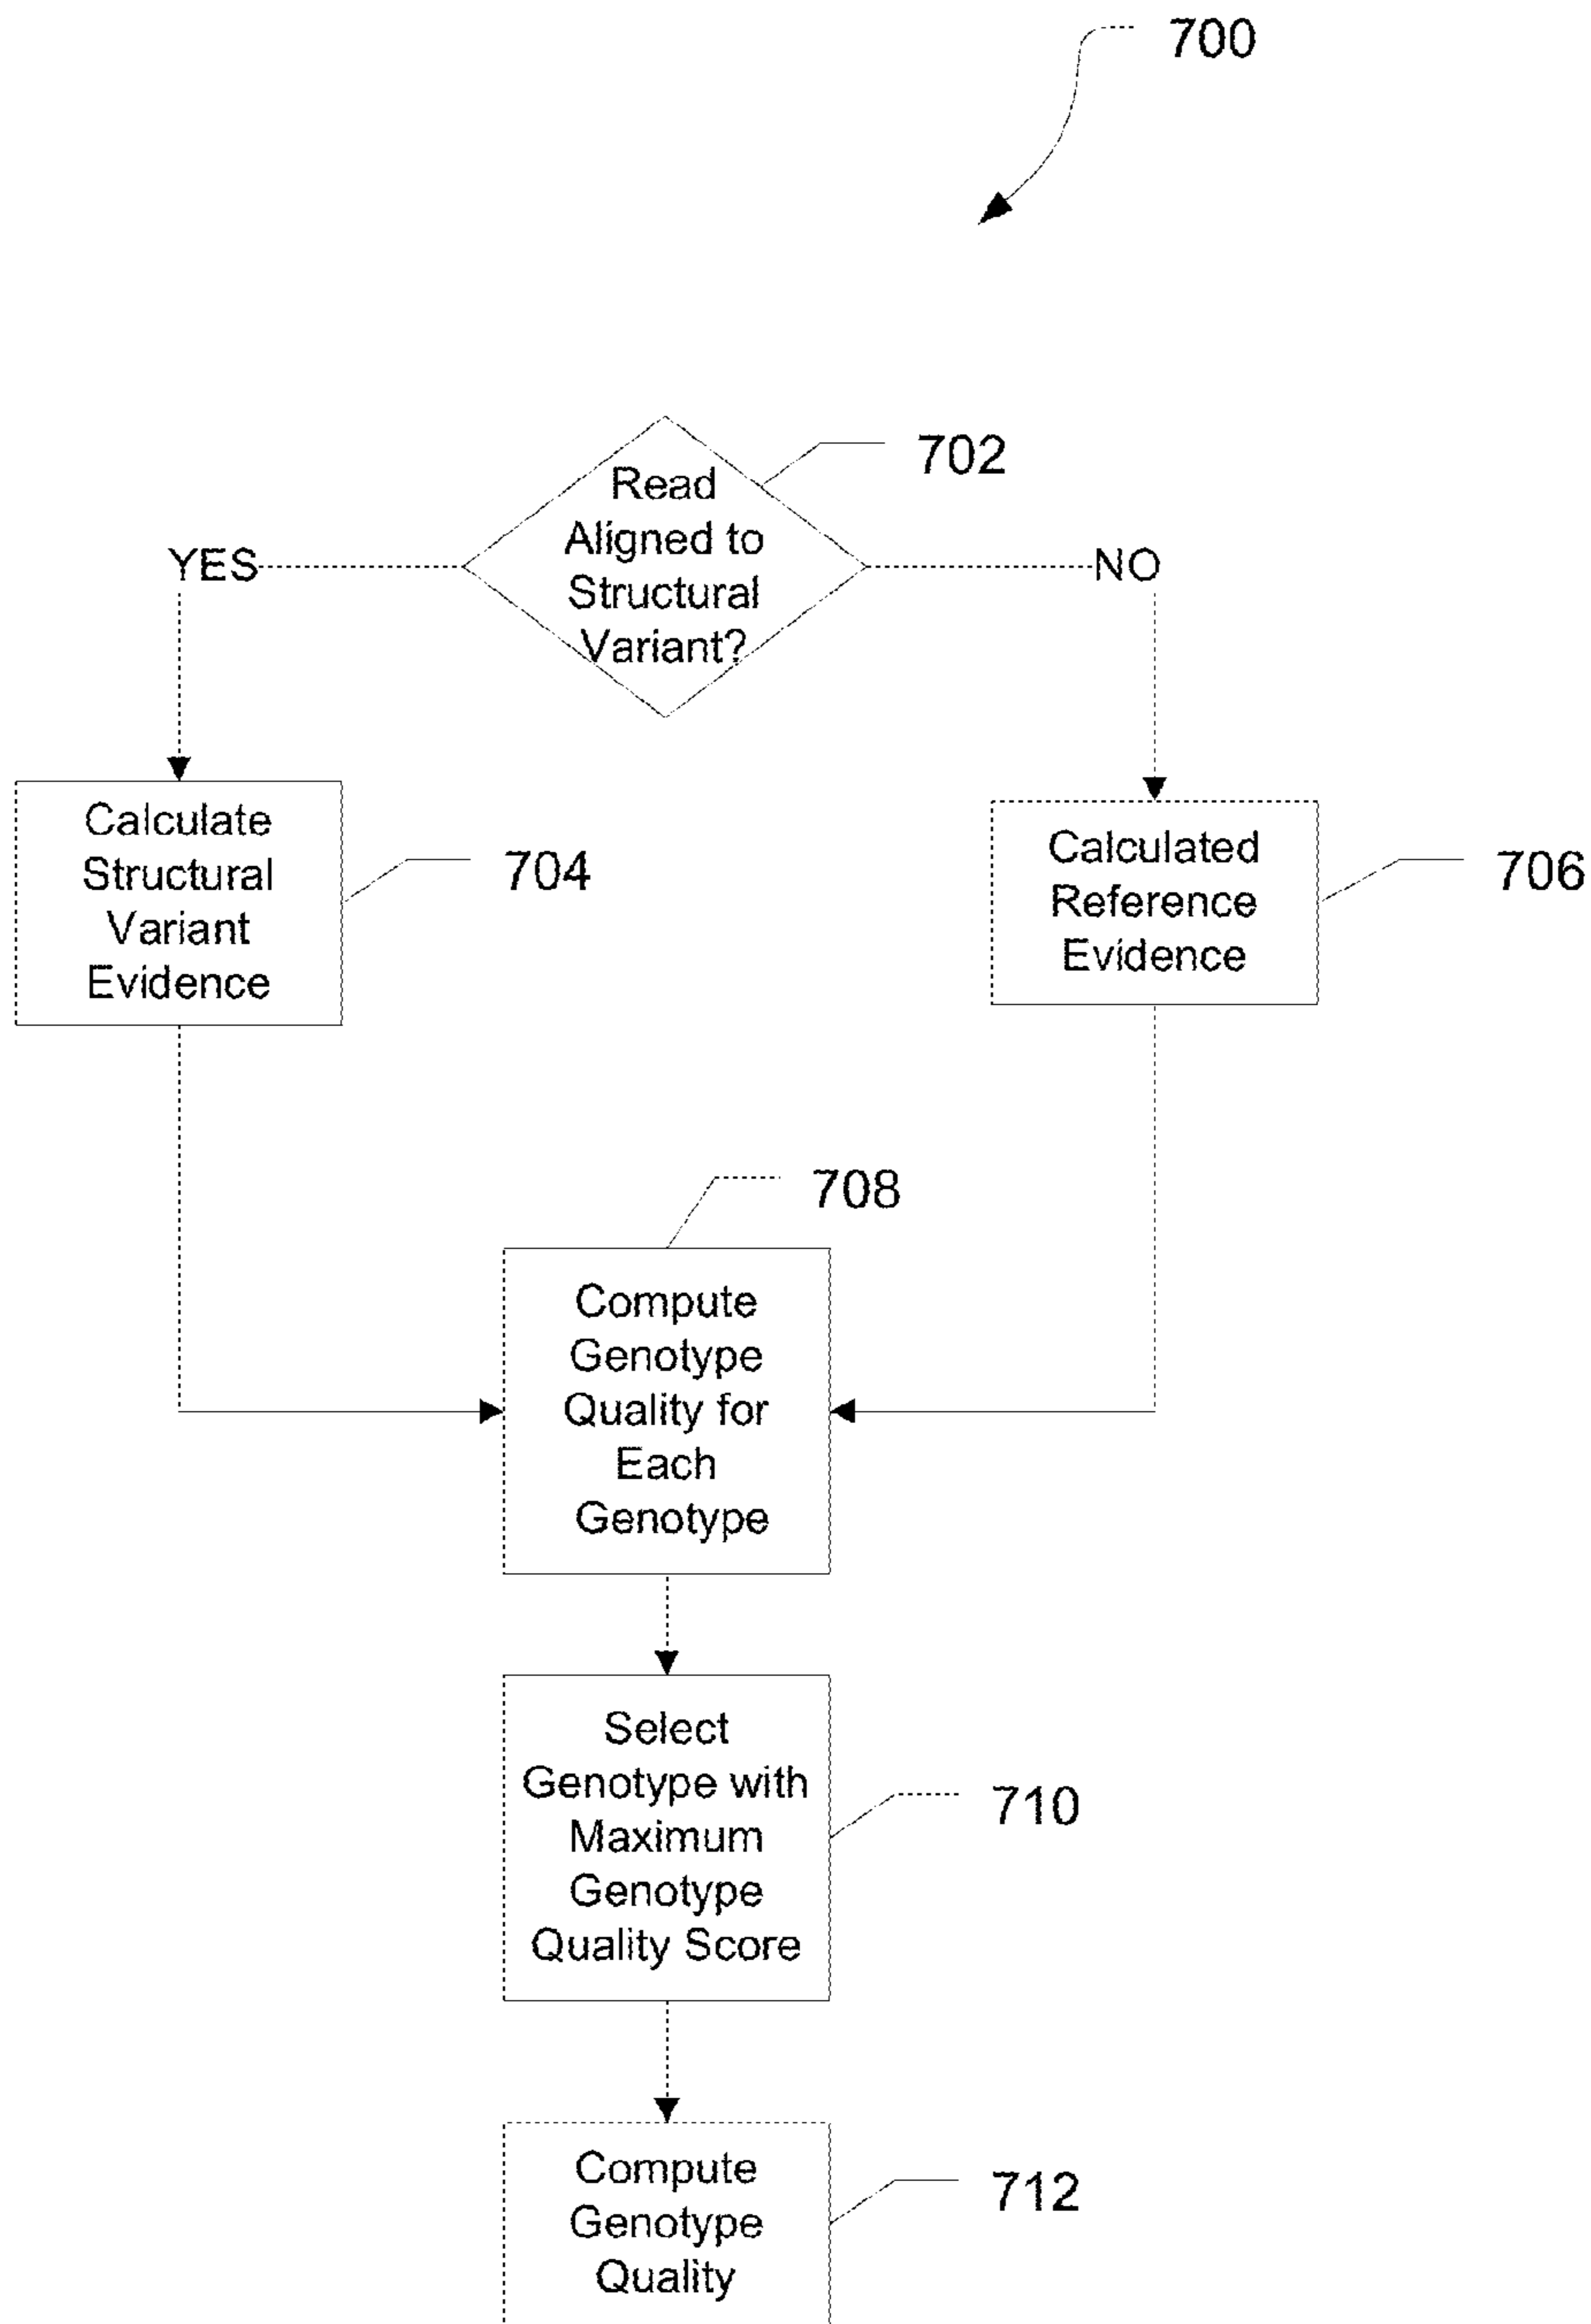 700
702
Read
Aligned to
Structural
Variant?
YES
NO
Calculate
Structural
Variant
Evidence
704
Calculated
Reference
Evidence
706
708
Compute
Genotype
Quality for
Each
Genotype
Select
Genotype with
Maximum
Genotype
Quality Score
710
Compute
Genotype
Quality
712